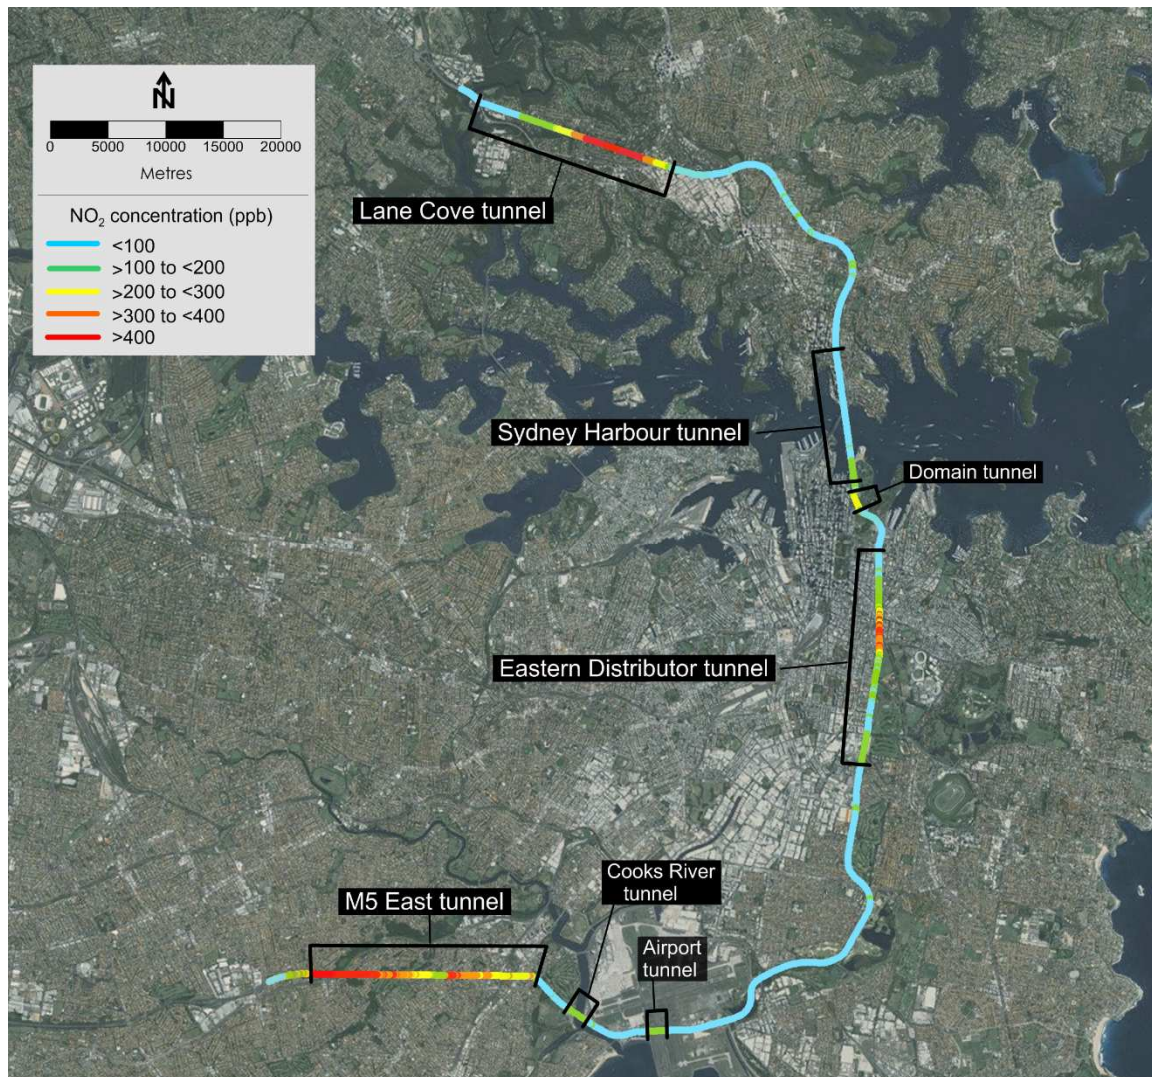 N
0 5000 10000 15000 20000
Metres
NO₂ concentration (ppb)
<100
>100 to <200
>200 to <300
>300 to <400
>400
Lane Cove tunnel
Sydney Harbour tunnel
Domain tunnel
Eastern Distributor tunnel
Cooks River
tunnel
M5 East tunnel
Airport
tunnel